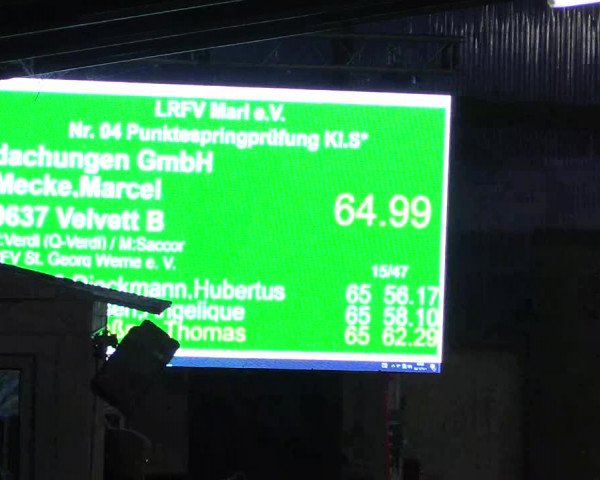 LRFV Marl e.V.
Nr. 04 Punktespringprüfung Kl.S*
dachungen GmbH
Mecke,Marcel
0637 Velvett B
64.99
:Verdi (Q-Verdi) / M:Saccor
FV St. Georg Werne e. V.
15/47
Dieckmann,Hubertus 65 56.17
Angelique 65 58.10
Thomas 65 62.29